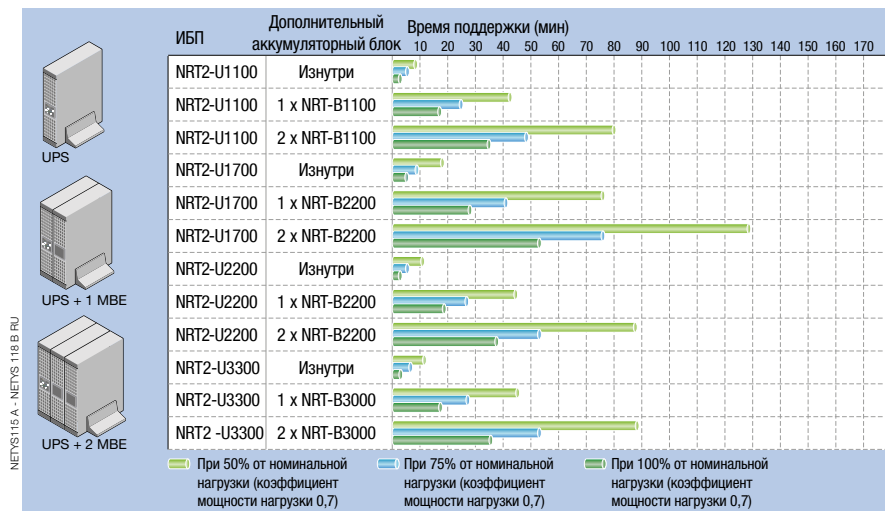 ИБП Дополнительный аккумуляторный блок Время поддержки (мин)
10 20 30 40 50 60 70 80 90 100 110 120 130 140 150 160 170
NRT2-U1100 Изнутри
NRT2-U1100 1 x NRT-B1100
NRT2-U1100 2 x NRT-B1100
NRT2-U1700 Изнутри
NRT2-U1700 1 x NRT-B2200
NRT2-U1700 2 x NRT-B2200
NRT2-U2200 Изнутри
NRT2-U2200 1 x NRT-B2200
NRT2-U2200 2 x NRT-B2200
NRT2-U3300 Изнутри
NRT2-U3300 1 x NRT-B3000
NRT2 -U3300 2 x NRT-B3000
UPS
UPS + 1 MBE
UPS + 2 MBE
NETYS115 A - NETYS 118 B RU
При 50% от номинальной
нагрузки (коэффициент
мощности нагрузки 0,7)
При 75% от номинальной
нагрузки (коэффициент
мощности нагрузки 0,7)
При 100% от номинальной
нагрузки (коэффициент
мощности нагрузки 0,7)